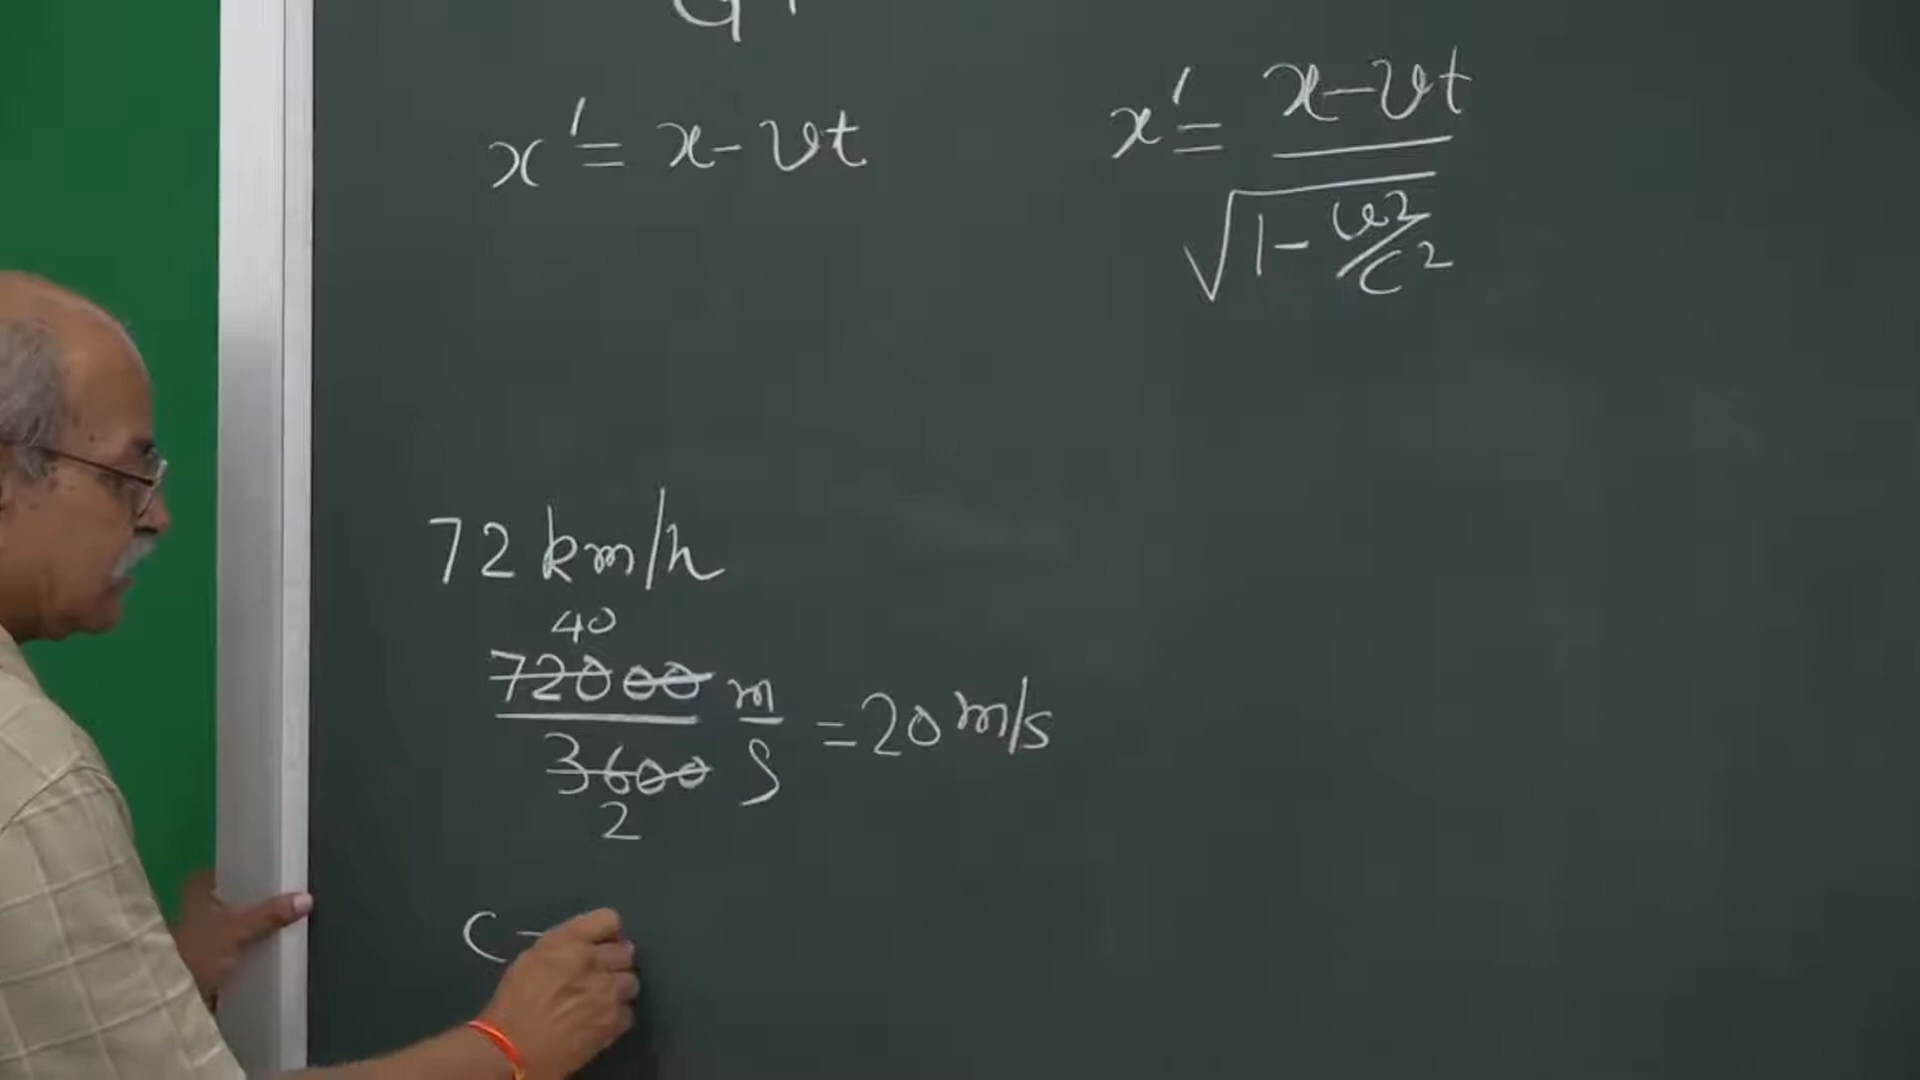 x' = x - vt
x' = x - vt
√1 - v²/c²
72 km/h
40
72000 m
3600 s
= 20 m/s
2
c =